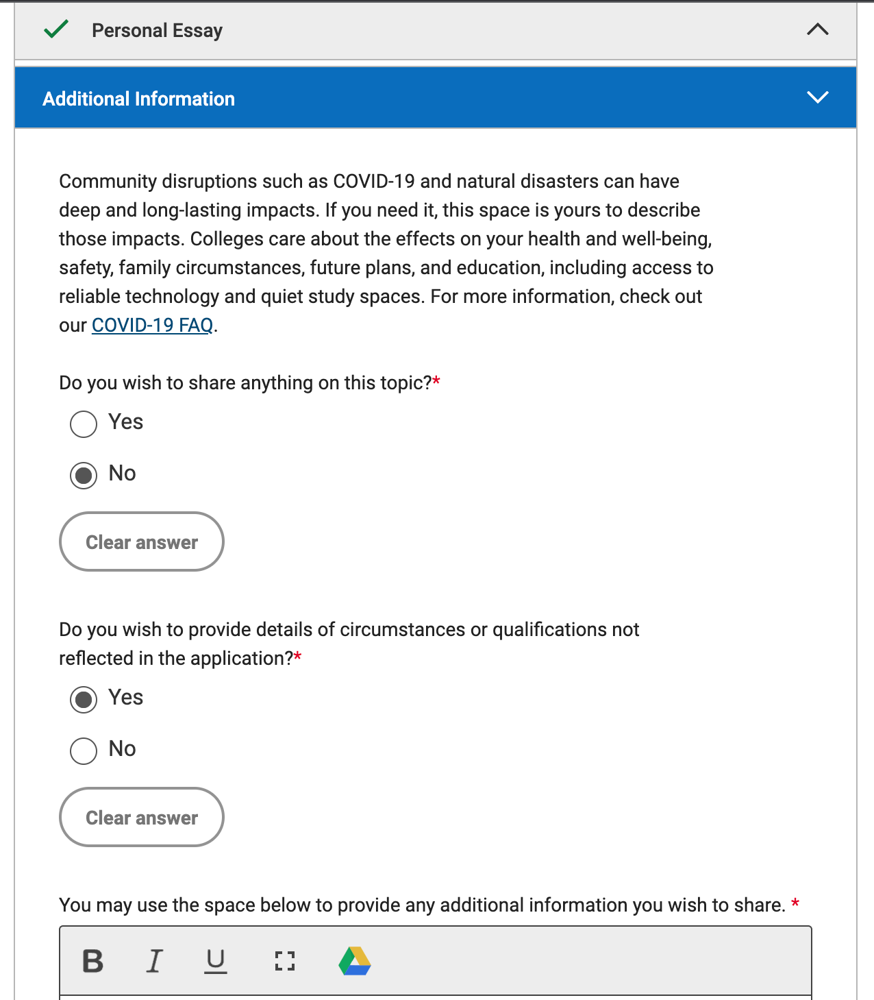 Personal Essay
Additional Information
Community disruptions such as COVID-19 and natural disasters can have
deep and long-lasting impacts. If you need it, this space is yours to describe
those impacts. Colleges care about the effects on your health and well-being,
safety, family circumstances, future plans, and education, including access to
reliable technology and quiet study spaces. For more information, check out
our COVID-19 FAQ.
Do you wish to share anything on this topic?*
Yes
No
Clear answer
Do you wish to provide details of circumstances or qualifications not
reflected in the application?*
Yes
No
Clear answer
You may use the space below to provide any additional information you wish to share. *
B I U